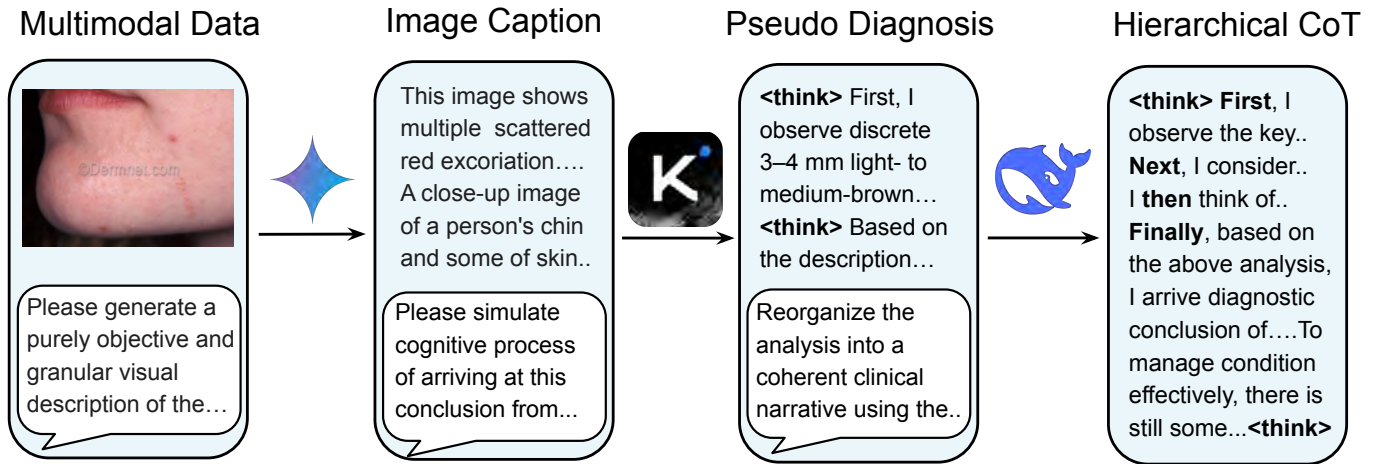 Multimodal Data
Image Caption
Pseudo Diagnosis
Hierarchical CoT
©Dermnet.com
Please generate a
purely objective and
granular visual
description of the…
This image shows
multiple scattered
red excoriation….
A close-up image
of a person's chin
and some of skin..
Please simulate
cognitive process
of arriving at this
conclusion from...
K
<think> First, I
observe discrete
3–4 mm light- to
medium-brown…
<think> Based on
the description…
Reorganize the
analysis into a
coherent clinical
narrative using the..
<think> First, I
observe the key..
Next, I consider..
I then think of..
Finally, based on
the above analysis,
I arrive diagnostic
conclusion of….To
manage condition
effectively, there is
still some...<think>